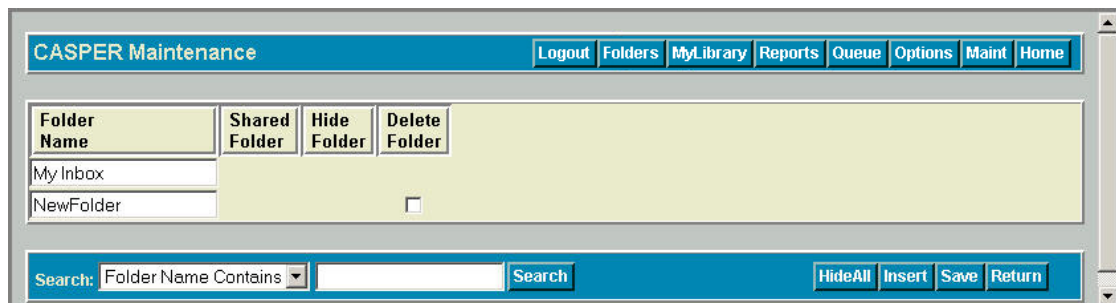 CASPER Maintenance
Logout Folders MyLibrary Reports Queue Options Maint Home
Folder Name Shared Folder Hide Folder Delete Folder
My Inbox
NewFolder
Search: Folder Name Contains Search HideAll Insert Save Return